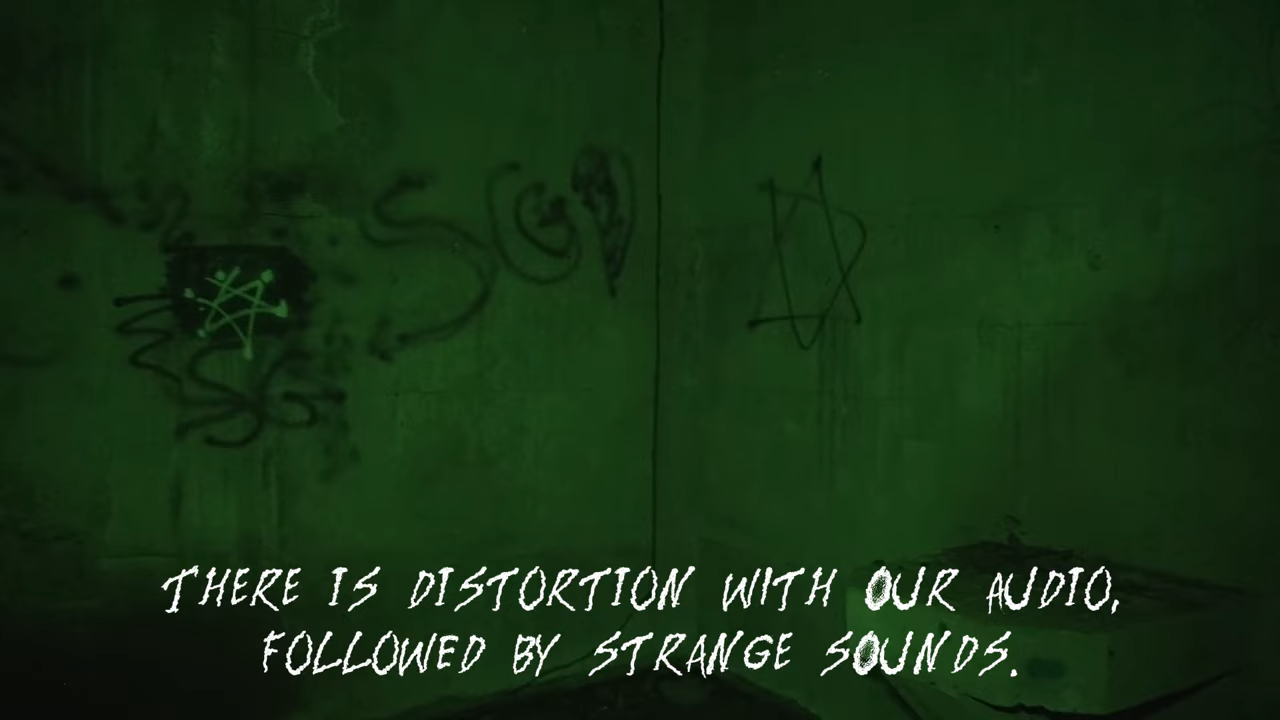 THERE IS DISTORTION WITH OUR AUDIO,
FOLLOWED BY STRANGE SOUNDS.